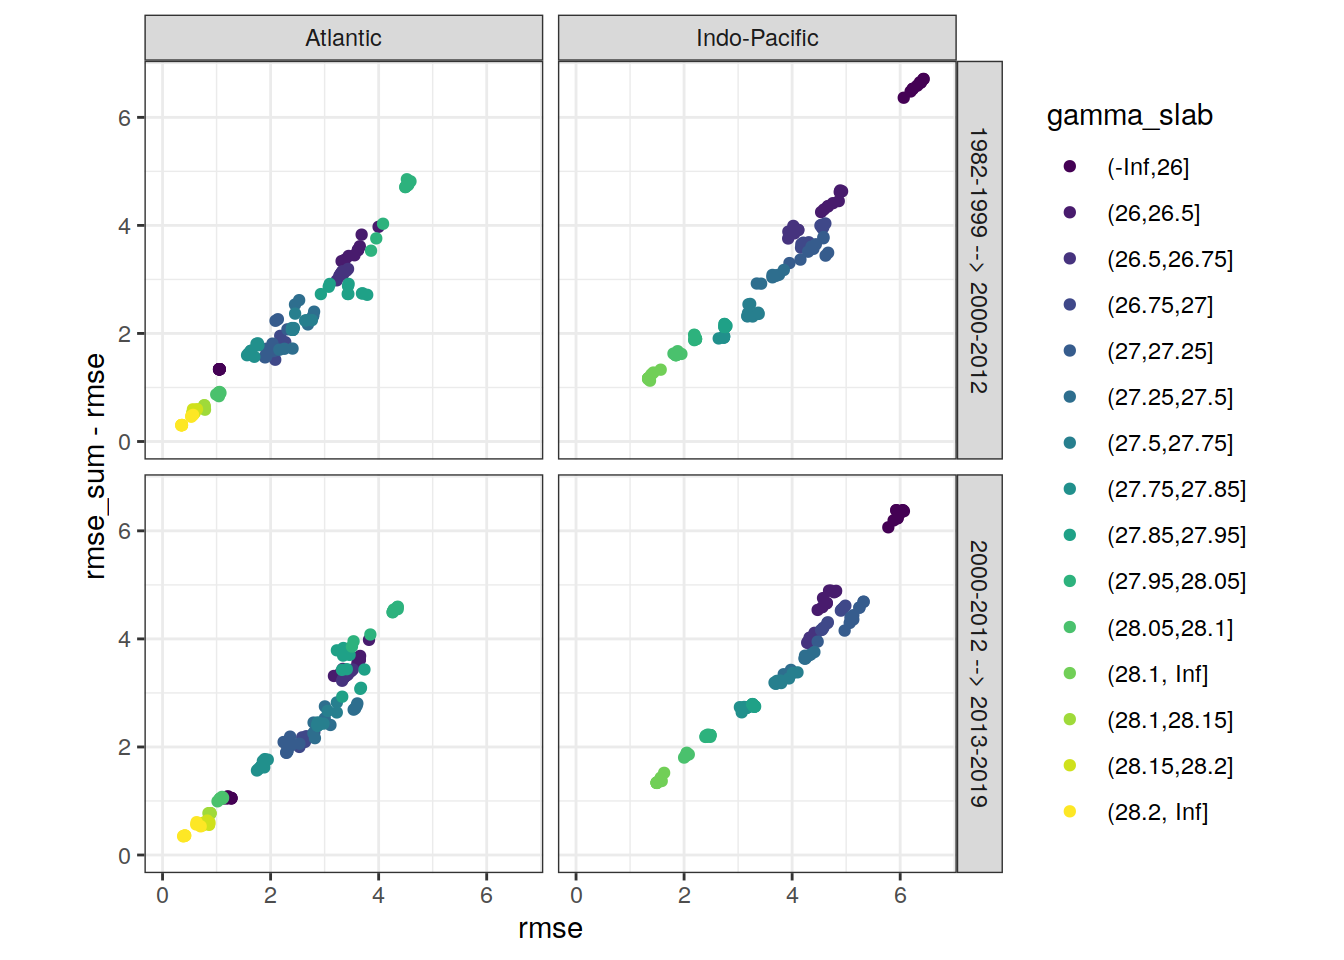 Atlantic
Indo-Pacific
1982-1999 --> 2000-2012
2000-2012 --> 2013-2019
rmse_sum - rmse
6
4
2
0
6
4
2
0
0
2
4
6
0
2
4
6
rmse
gamma_slab
(-Inf,26]
(26,26.5]
(26.5,26.75]
(26.75,27]
(27,27.25]
(27.25,27.5]
(27.5,27.75]
(27.75,27.85]
(27.85,27.95]
(27.95,28.05]
(28.05,28.1]
(28.1, Inf]
(28.1,28.15]
(28.15,28.2]
(28.2, Inf]